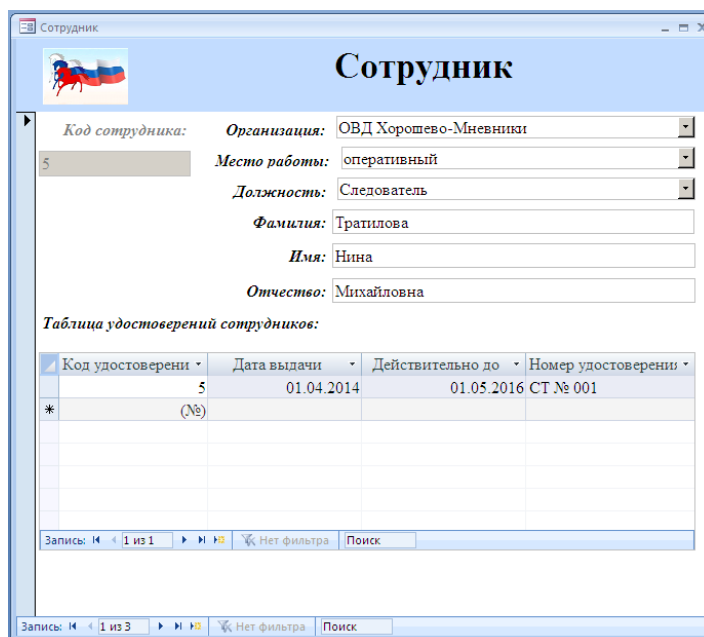 Сотрудник
Сотрудник
Код сотрудника: Организация: ОВД Хорошево-Мневники
5 Место работы: оперативный
Должность: Следователь
Фамилия: Тратилова
Имя: Нина
Отчество: Михайловна
Таблица удостоверений сотрудников:
Код удостоверени Дата выдачи Действительно до Номер удостоверения
5 01.04.2014 01.05.2016 СТ № 001
(№)
Запись: 1 из 1 Нет фильтра Поиск
Запись: 1 из 3 Нет фильтра Поиск